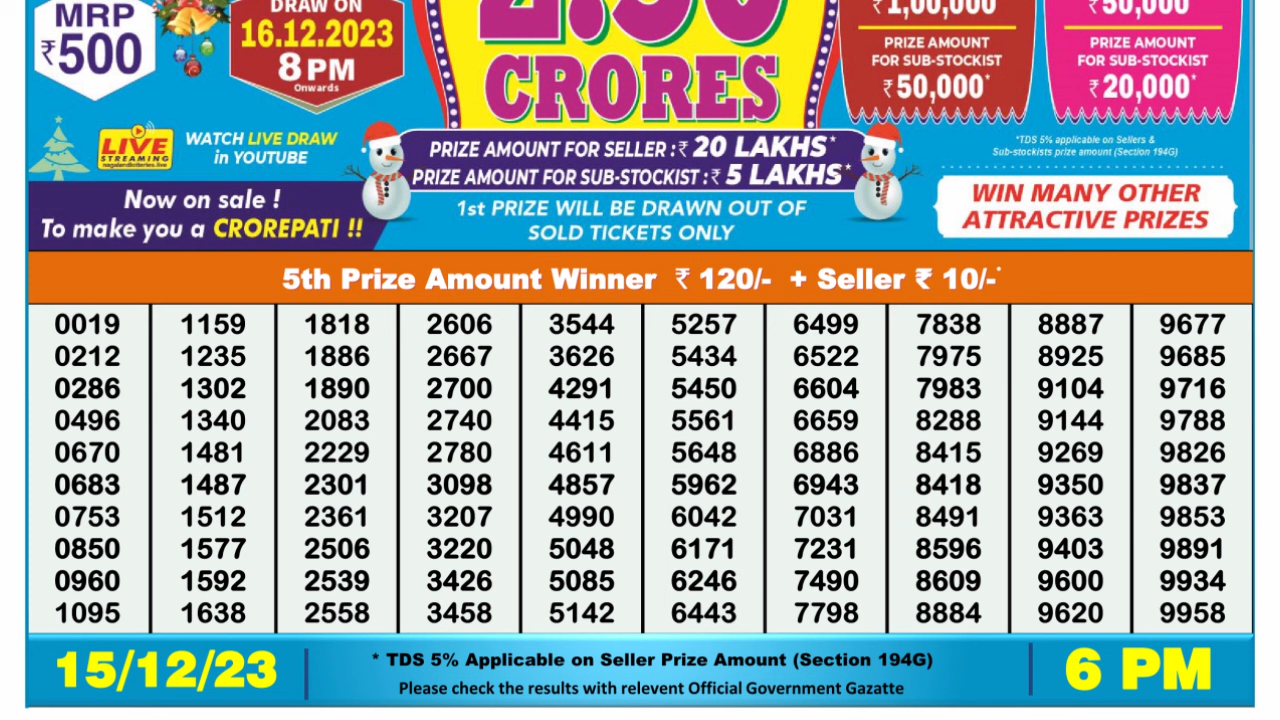 MRP
₹500
DRAW ON
16.12.2023
8 PM
Onwards
CRORES
₹1,00,000
PRIZE AMOUNT
FOR SUB-STOCKIST
₹50,000*
₹50,000
PRIZE AMOUNT
FOR SUB-STOCKIST
₹20,000*
LIVE
STREAMING
nagalandlotteries.live
WATCH LIVE DRAW
in YOUTUBE
PRIZE AMOUNT FOR SELLER :₹ 20 LAKHS*
PRIZE AMOUNT FOR SUB-STOCKIST :₹ 5 LAKHS*
*TDS 5% applicable on Sellers &
Sub-stockists prize amount (Section 194G)
Now on sale !
To make you a CROREPATI !!
1st PRIZE WILL BE DRAWN OUT OF
SOLD TICKETS ONLY
WIN MANY OTHER
ATTRACTIVE PRIZES
5th Prize Amount Winner ₹ 120/- + Seller ₹ 10/-*
0019 1159 1818 2606 3544 5257 6499 7838 8887 9677
0212 1235 1886 2667 3626 5434 6522 7975 8925 9685
0286 1302 1890 2700 4291 5450 6604 7983 9104 9716
0496 1340 2083 2740 4415 5561 6659 8288 9144 9788
0670 1481 2229 2780 4611 5648 6886 8415 9269 9826
0683 1487 2301 3098 4857 5962 6943 8418 9350 9837
0753 1512 2361 3207 4990 6042 7031 8491 9363 9853
0850 1577 2506 3220 5048 6171 7231 8596 9403 9891
0960 1592 2539 3426 5085 6246 7490 8609 9600 9934
1095 1638 2558 3458 5142 6443 7798 8884 9620 9958
15/12/23
* TDS 5% Applicable on Seller Prize Amount (Section 194G)
Please check the results with relevent Official Government Gazatte
6 PM